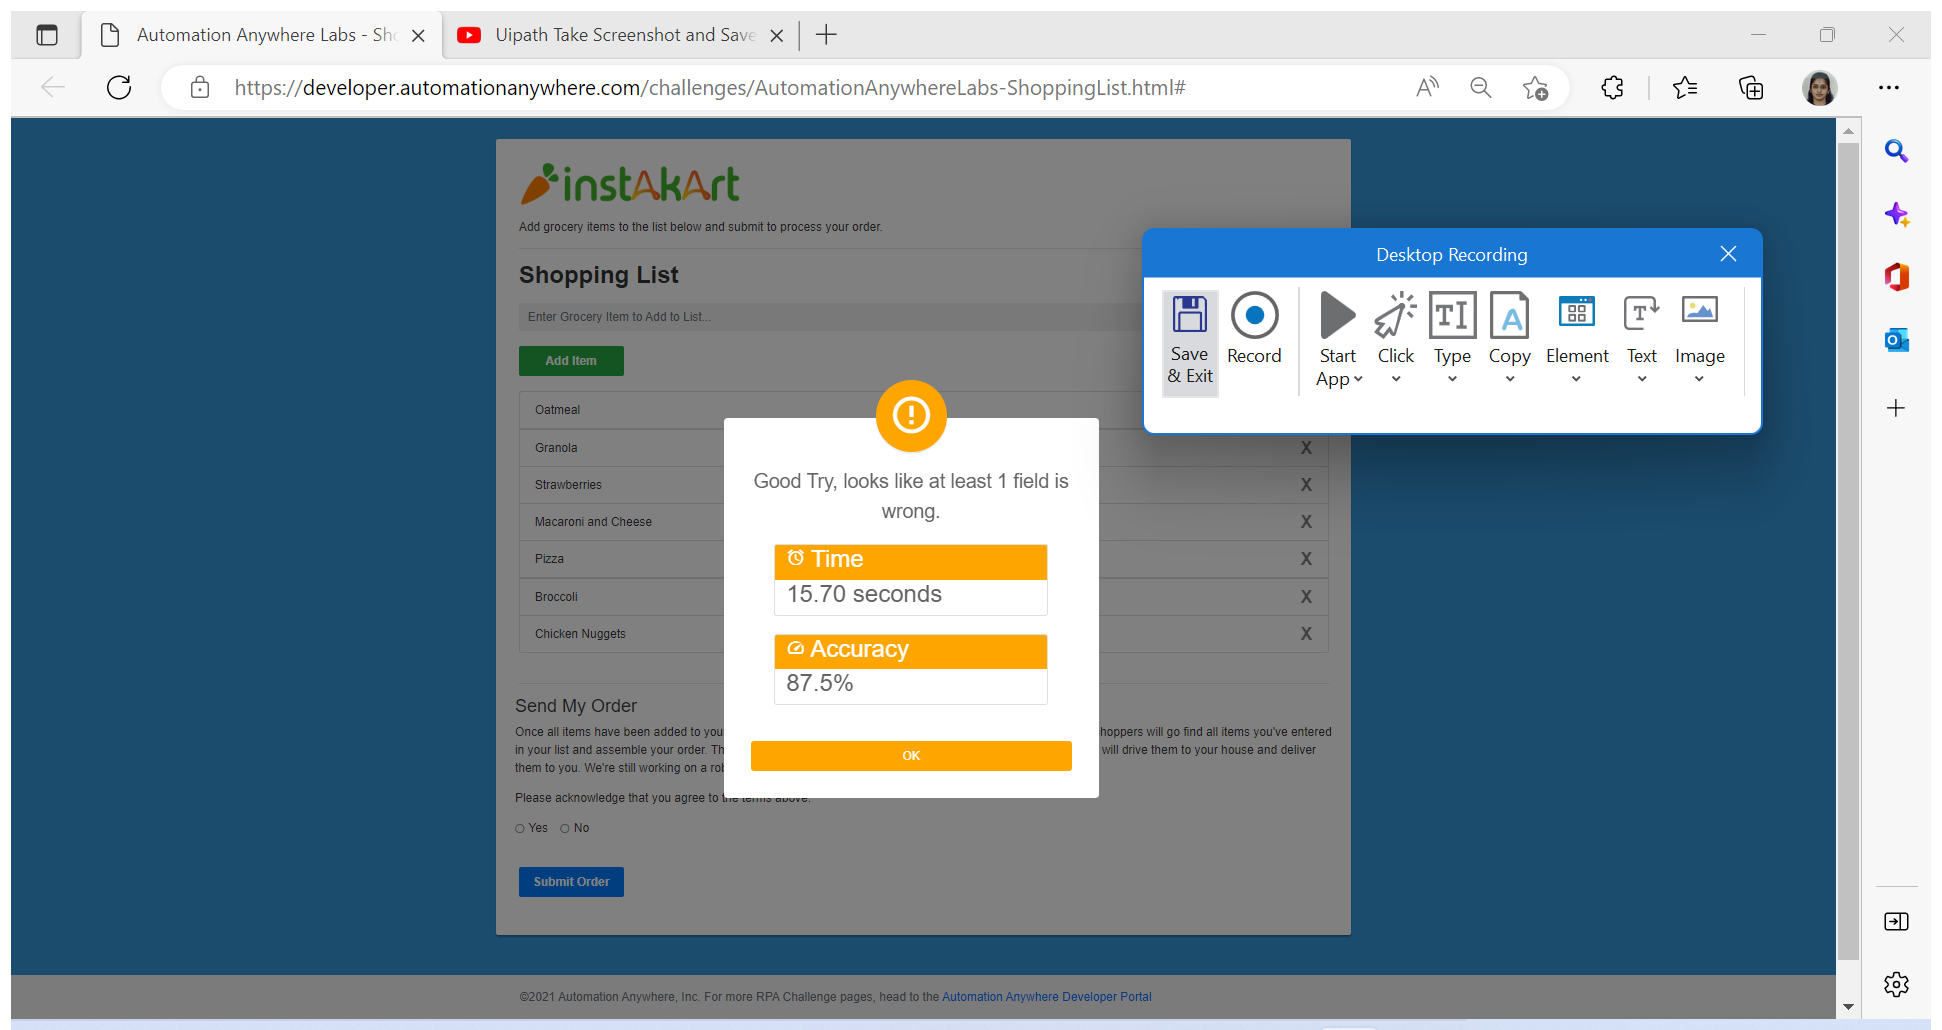 Automation Anywhere Labs - Sho
Uipath Take Screenshot and Save
https://developer.automationanywhere.com/challenges/AutomationAnywhereLabs-ShoppingList.html#
instAkArt
Add grocery items to the list below and submit to process your order.
Shopping List
Enter Grocery Item to Add to List...
Add Item
Desktop Recording
Save & Exit
Record
Start App
Click
Type
Copy
Element
Text
Image
Oatmeal
Granola X
Strawberries X
Macaroni and Cheese X
Pizza X
Broccoli X
Chicken Nuggets X
Good Try, looks like at least 1 field is
wrong.
Time
15.70 seconds
Accuracy
87.5%
OK
Send My Order
Once all items have been added to you hoppers will go find all items you've entered
in your list and assemble your order. Th will drive them to your house and deliver
them to you. We're still working on a ro
Please acknowledge that you agree to the terms above.
Yes No
Submit Order
©2021 Automation Anywhere, Inc. For more RPA Challenge pages, head to the Automation Anywhere Developer Portal